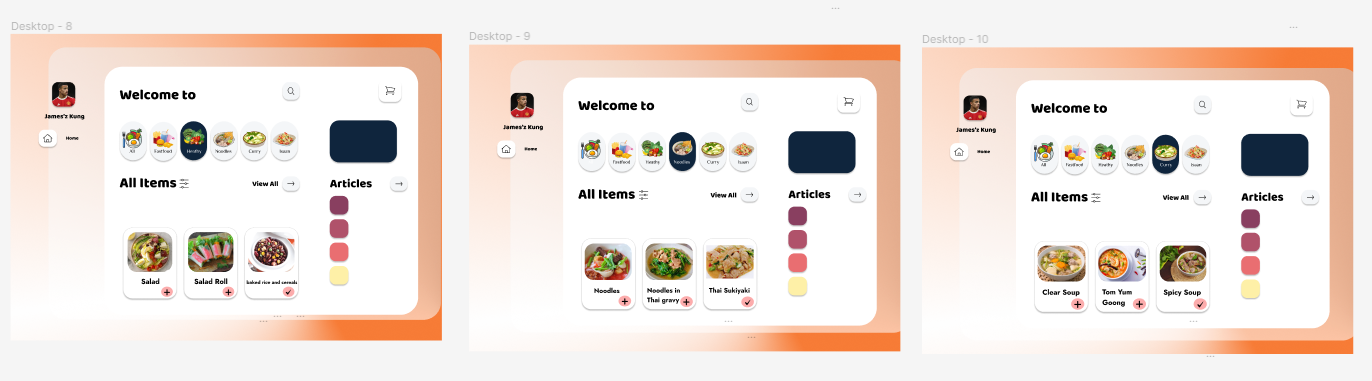 Desktop - 8
Welcome to
James'z Kung
Home
All
Fastfood
Healthy
Noodles
Curry
Isaan
All Items
View All
Articles
Salad
Salad Roll
baked rice and cereals
Desktop - 9
Welcome to
James'z Kung
Home
All
Fastfood
Healthy
Noodles
Curry
Isaan
All Items
View All
Articles
Noodles
Noodles in
Thai gravy
Thai Sukiyaki
Desktop - 10
Welcome to
James'z Kung
Home
All
Fastfood
Healthy
Noodles
Curry
Isaan
All Items
View All
Articles
Clear Soup
Tom Yum
Goong
Spicy Soup